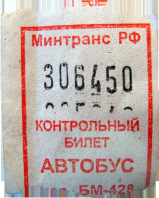 Минтранс РФ
306450
КОНТРОЛЬНЫЙ
БИЛЕТ
АВТОБУС
БМ-428